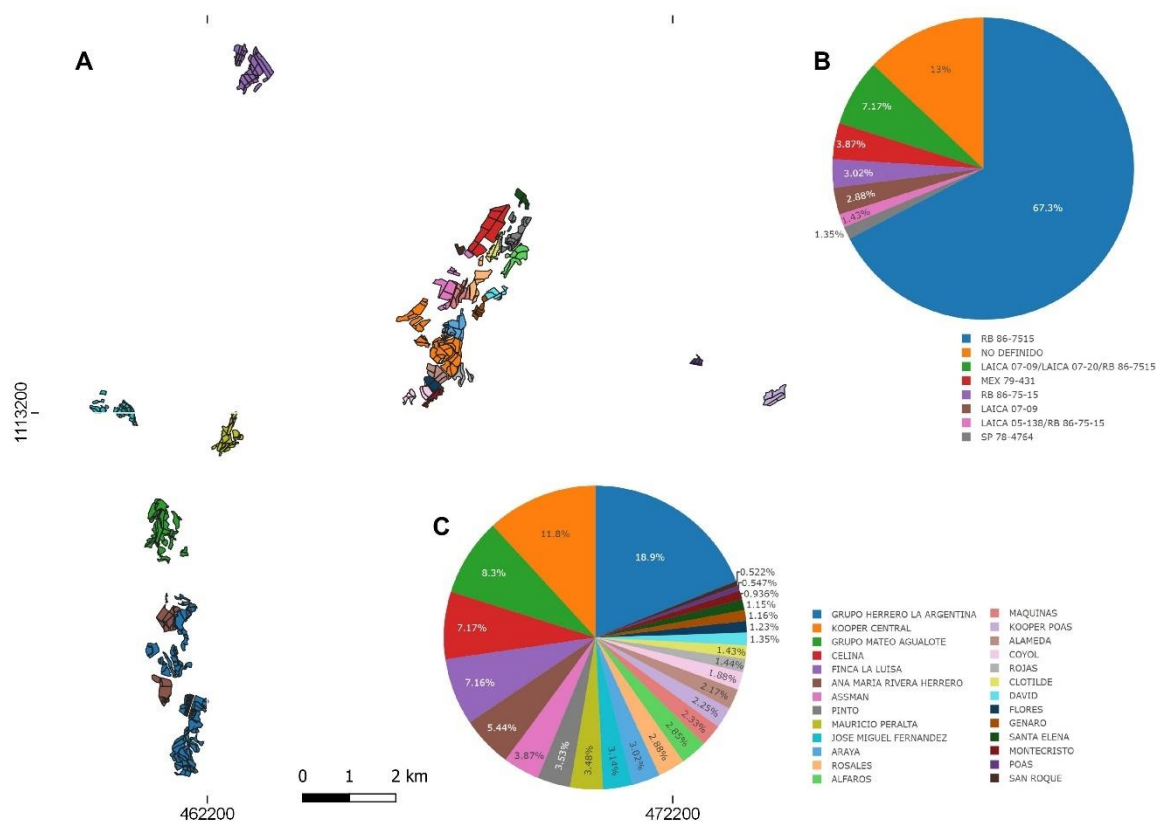 A
B
13%
7.17%
3.87%
3.02%
2.88%
1.43%
1.35%
67.3%
RB 86-7515
NO DEFINIDO
LAICA 07-09/LAICA 07-20/RB 86-7515
MEX 79-431
RB 86-75-15
LAICA 07-09
LAICA 05-138/RB 86-75-15
SP 78-4764
1113200
C
11.8%
18.9%
8.3%
7.17%
7.16%
5.44%
3.87%
3.53%
3.48%
3.14%
3.02%
2.88%
2.85%
2.33%
2.25%
2.17%
1.88%
1.44%
1.43%
1.35%
1.23%
1.16%
1.15%
0.936%
0.547%
0.522%
GRUPO HERRERO LA ARGENTINA
KOOPER CENTRAL
GRUPO MATEO AGUALOTE
CELINA
FINCA LA LUISA
ANA MARIA RIVERA HERRERO
ASSMAN
PINTO
MAURICIO PERALTA
JOSE MIGUEL FERNANDEZ
ARAYA
ROSALES
ALFAROS
MAQUINAS
KOOPER POAS
ALAMEDA
COYOL
ROJAS
CLOTILDE
DAVID
FLORES
GENARO
SANTA ELENA
MONTECRISTO
POAS
SAN ROQUE
0 1 2 km
462200
472200